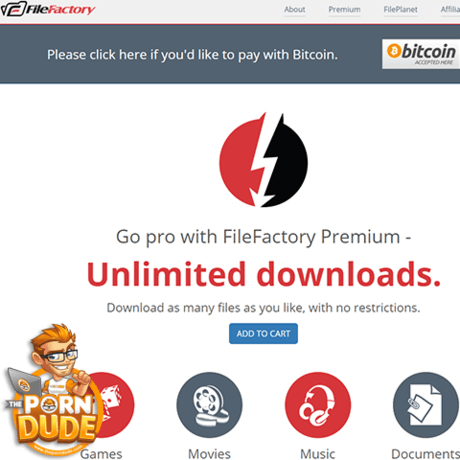 FileFactory
About Premium FilePlanet Affilia
Please click here if you'd like to pay with Bitcoin.
bitcoin
ACCEPTED HERE
Go pro with FileFactory Premium -
Unlimited downloads.
Download as many files as you like, with no restrictions.
ADD TO CART
THE
PORN
DUDE
Games Movies Music Documents